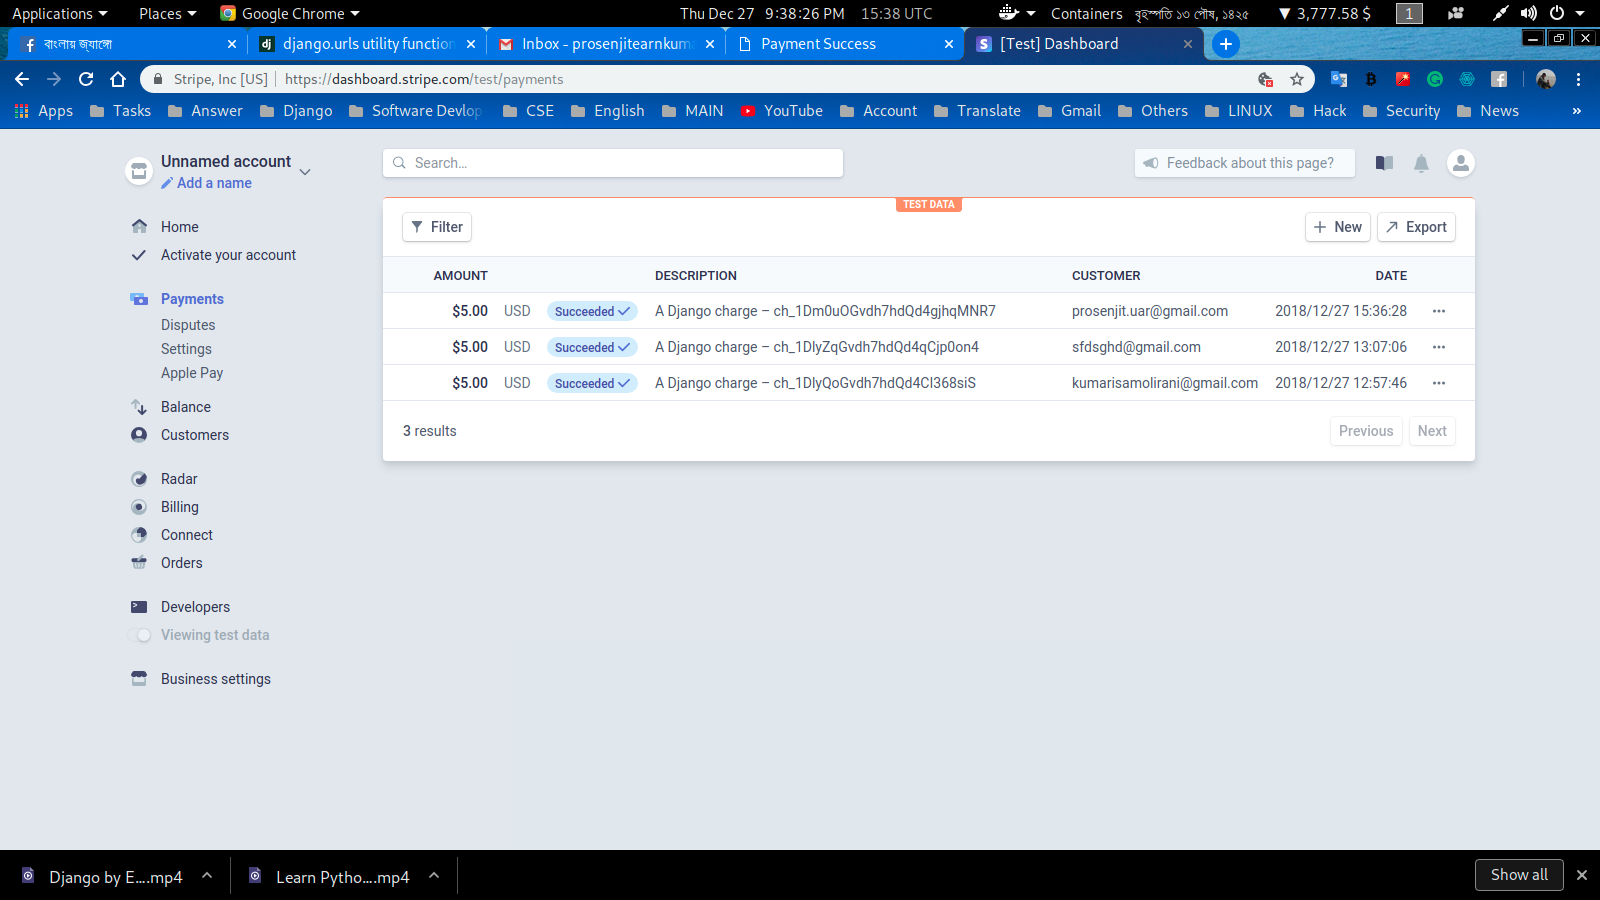 Applications Places Google Chrome Thu Dec 27 9:38:26 PM 15:38 UTC Containers বৃহস্পতি ১৩ পৌষ, ১৪২৫ ▼ 3,777.58 $ 1
বাংলায় জ্যাঙ্গো django.urls utility function Inbox - prosenjitearnkuma Payment Success [Test] Dashboard
Stripe, Inc [US] https://dashboard.stripe.com/test/payments
Apps Tasks Answer Django Software Devlop CSE English MAIN YouTube Account Translate Gmail Others LINUX Hack Security News »
Unnamed account
Add a name
Search...
Feedback about this page?
Home
Activate your account
Payments
Disputes
Settings
Apple Pay
Balance
Customers
Radar
Billing
Connect
Orders
Developers
Viewing test data
Business settings
TEST DATA
Filter New Export
AMOUNT DESCRIPTION CUSTOMER DATE
$5.00 USD Succeeded A Django charge – ch_1Dm0uOGvdh7hdQd4gjhqMNR7 prosenjit.uar@gmail.com 2018/12/27 15:36:28
$5.00 USD Succeeded A Django charge – ch_1DlyZqGvdh7hdQd4qCjp0on4 sfdsghd@gmail.com 2018/12/27 13:07:06
$5.00 USD Succeeded A Django charge – ch_1DlyQoGvdh7hdQd4Cl368siS kumarisamolirani@gmail.com 2018/12/27 12:57:46
3 results Previous Next
Django by E....mp4 Learn Pytho....mp4 Show all